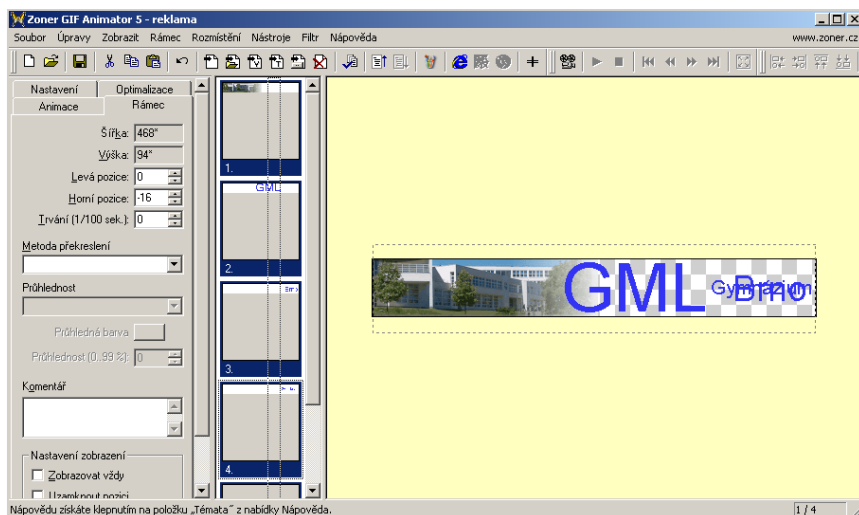 Zoner GIF Animator 5 - reklama
Soubor Úpravy Zobrazit Rámec Rozmístění Nástroje Filtr Nápověda www.zoner.cz
Nastavení Optimalizace
Animace Rámec
Šířka: 468*
Výška: 94*
Levá pozice: 0
Horní pozice: -16
Trvání (1/100 sek.): 0
Metoda překreslení
Průhlednost
Průhledná barva
Průhlednost (0..99 %): 0
Komentář
Nastavení zobrazení
Zobrazovat vždy
Uzamknout pozici
1.
GML
2.
3.
4.
GML Gymnázium
Brno
Nápovědu získáte klepnutím na položku „Témata“ z nabídky Nápověda.
1 / 4